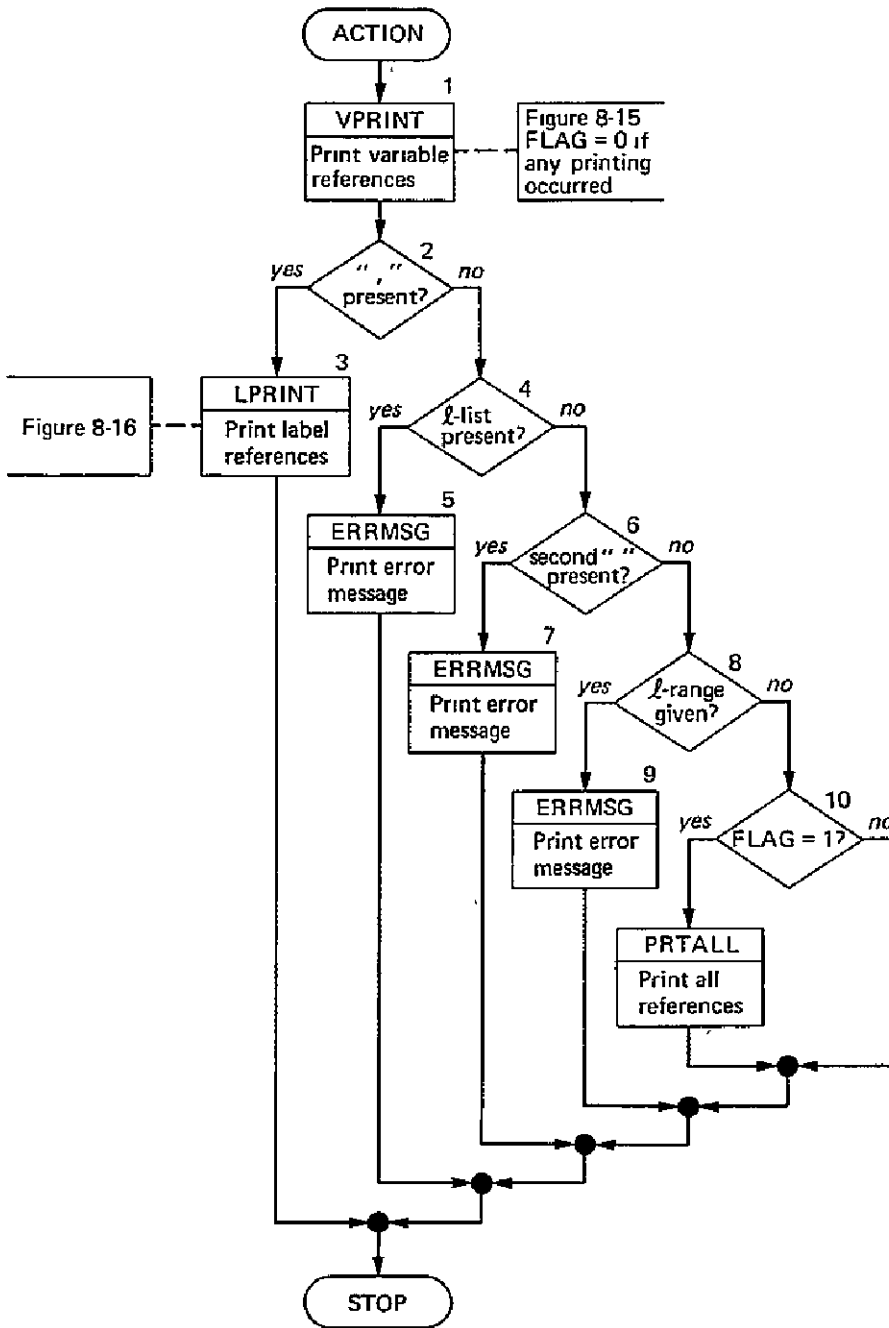 ACTION
1
VPRINT
Print variable
references
Figure 8-15
FLAG = 0 if
any printing
occurred
2
yes
" , "
present?
no
3
LPRINT
Print label
references
Figure 8-16
4
yes
ℓ-list
present?
no
5
ERRMSG
Print error
message
6
yes
second " "
present?
no
7
ERRMSG
Print error
message
8
yes
ℓ-range
given?
no
9
ERRMSG
Print error
message
10
yes
FLAG = 1?
no
PRTALL
Print all
references
STOP